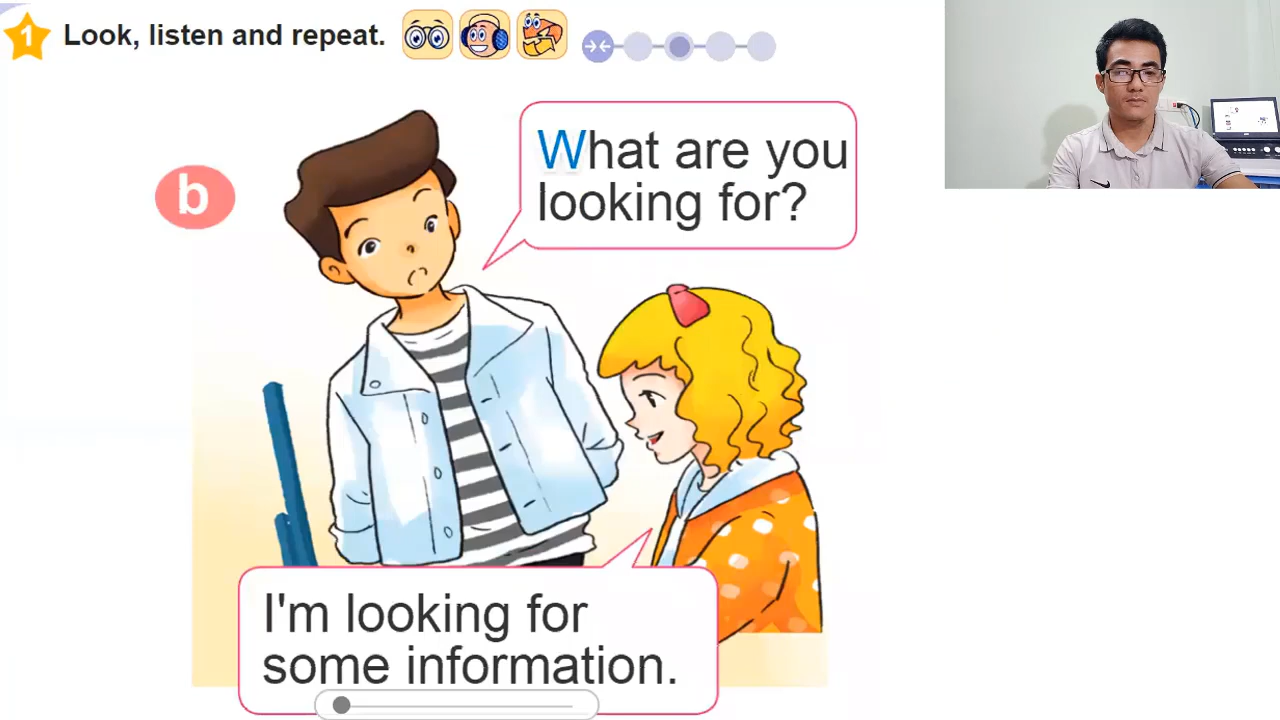 1 Look, listen and repeat.
b
What are you
looking for?
I'm looking for
some information.